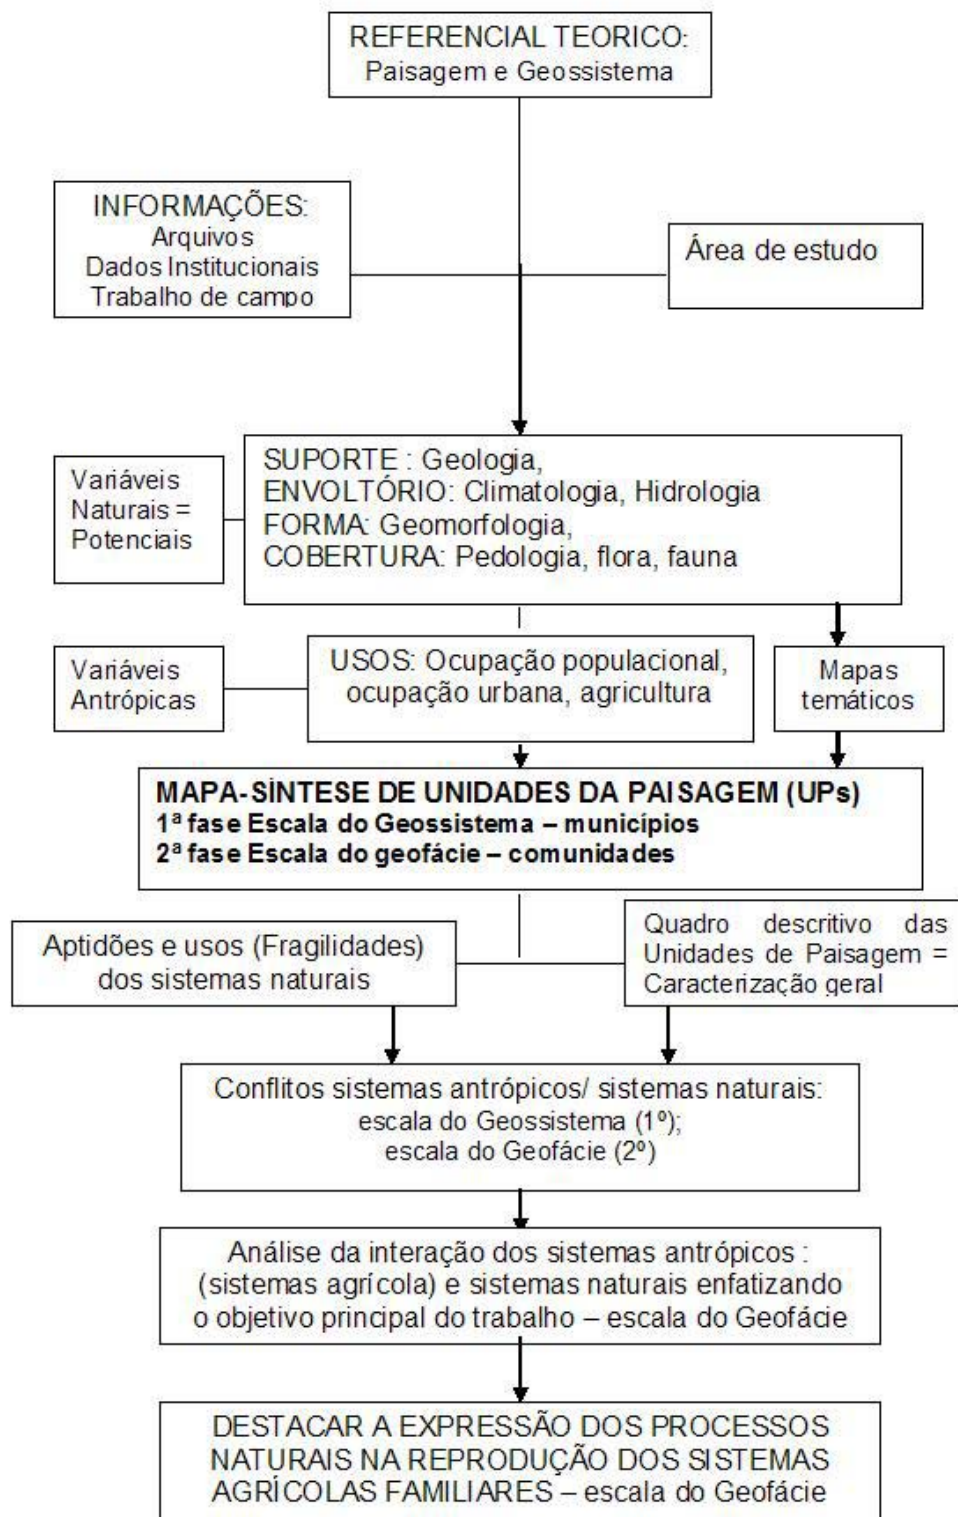 REFERENCIAL TEORICO:
Paisagem e Geossistema
INFORMAÇÕES:
Arquivos
Dados Institucionais
Trabalho de campo
Área de estudo
Variáveis
Naturais =
Potenciais
SUPORTE : Geologia,
ENVOLTÓRIO: Climatologia, Hidrologia
FORMA: Geomorfologia,
COBERTURA: Pedologia, flora, fauna
Variáveis
Antrópicas
USOS: Ocupação populacional,
ocupação urbana, agricultura
Mapas
temáticos
MAPA-SÍNTESE DE UNIDADES DA PAISAGEM (UPs)
1ª fase Escala do Geossistema – municípios
2ª fase Escala do geofácie – comunidades
Aptidões e usos (Fragilidades)
dos sistemas naturais
Quadro descritivo das
Unidades de Paisagem =
Caracterização geral
Conflitos sistemas antrópicos/ sistemas naturais:
escala do Geossistema (1º);
escala do Geofácie (2º)
Análise da interação dos sistemas antrópicos :
(sistemas agrícola) e sistemas naturais enfatizando
o objetivo principal do trabalho – escala do Geofácie
DESTACAR A EXPRESSÃO DOS PROCESSOS
NATURAIS NA REPRODUÇÃO DOS SISTEMAS
AGRÍCOLAS FAMILIARES – escala do Geofácie